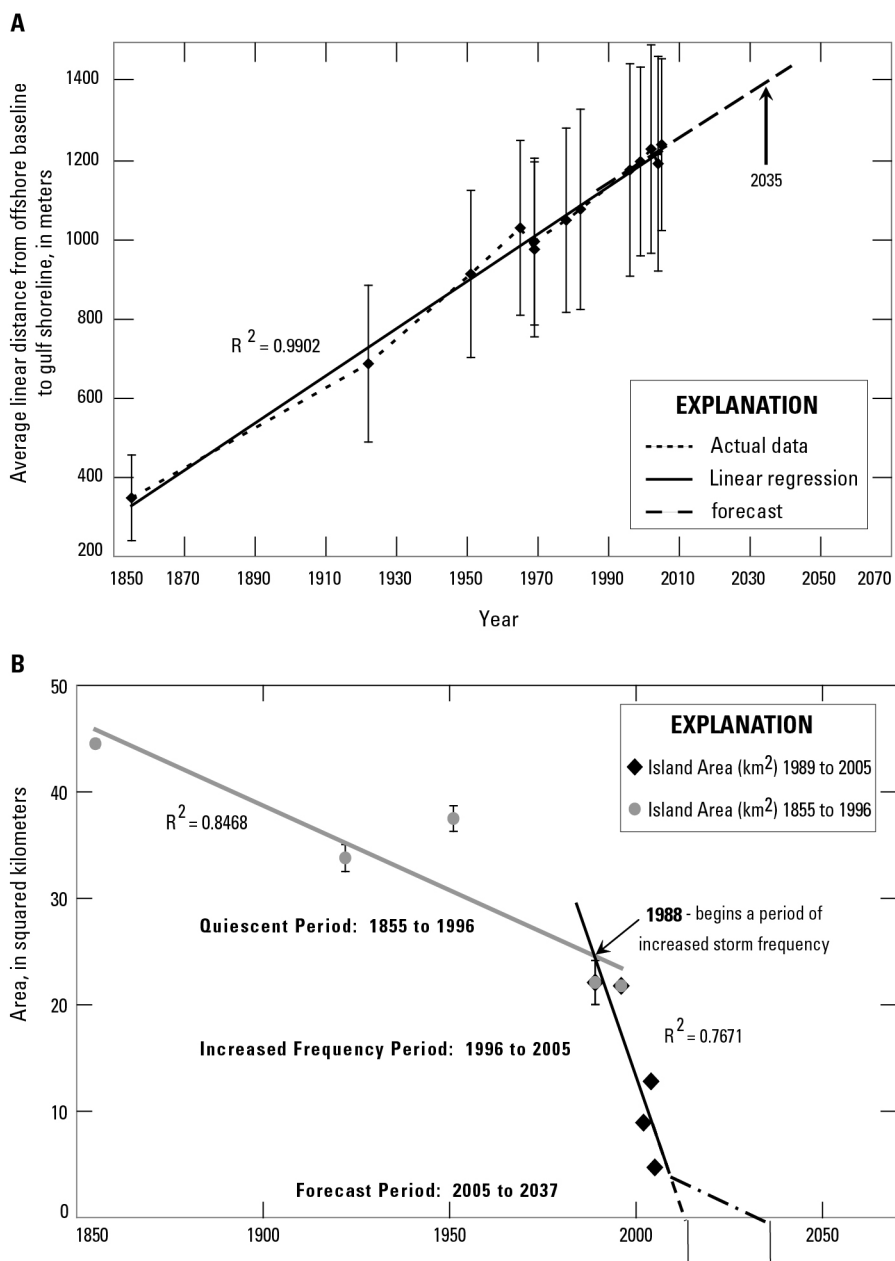 A
Average linear distance from offshore baseline
to gulf shoreline, in meters
1400
1200
1000
800
600
400
200
R 2 = 0.9902
2035
EXPLANATION
Actual data
Linear regression
forecast
1850 1870 1890 1910 1930 1950 1970 1990 2010 2030 2050 2070
Year
B
Area, in squared kilometers
50
40
30
20
10
0
EXPLANATION
Island Area (km2) 1989 to 2005
Island Area (km2) 1855 to 1996
R2 = 0.8468
Quiescent Period: 1855 to 1996
1988 - begins a period of
increased storm frequency
Increased Frequency Period: 1996 to 2005
R 2 = 0.7671
Forecast Period: 2005 to 2037
1850 1900 1950 2000 2050